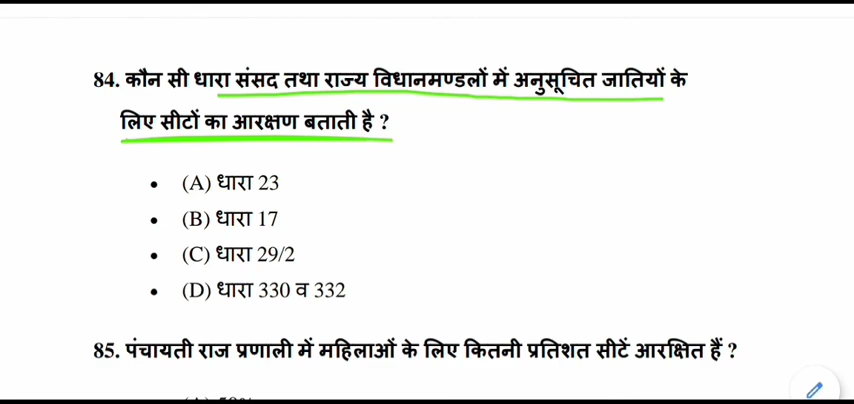 84. कौन सी धारा संसद तथा राज्य विधानमण्डलों में अनुसूचित जातियों के
लिए सीटों का आरक्षण बताती है ?
• (A) धारा 23
• (B) धारा 17
• (C) धारा 29/2
• (D) धारा 330 व 332
85. पंचायती राज प्रणाली में महिलाओं के लिए कितनी प्रतिशत सीटें आरक्षित हैं ?